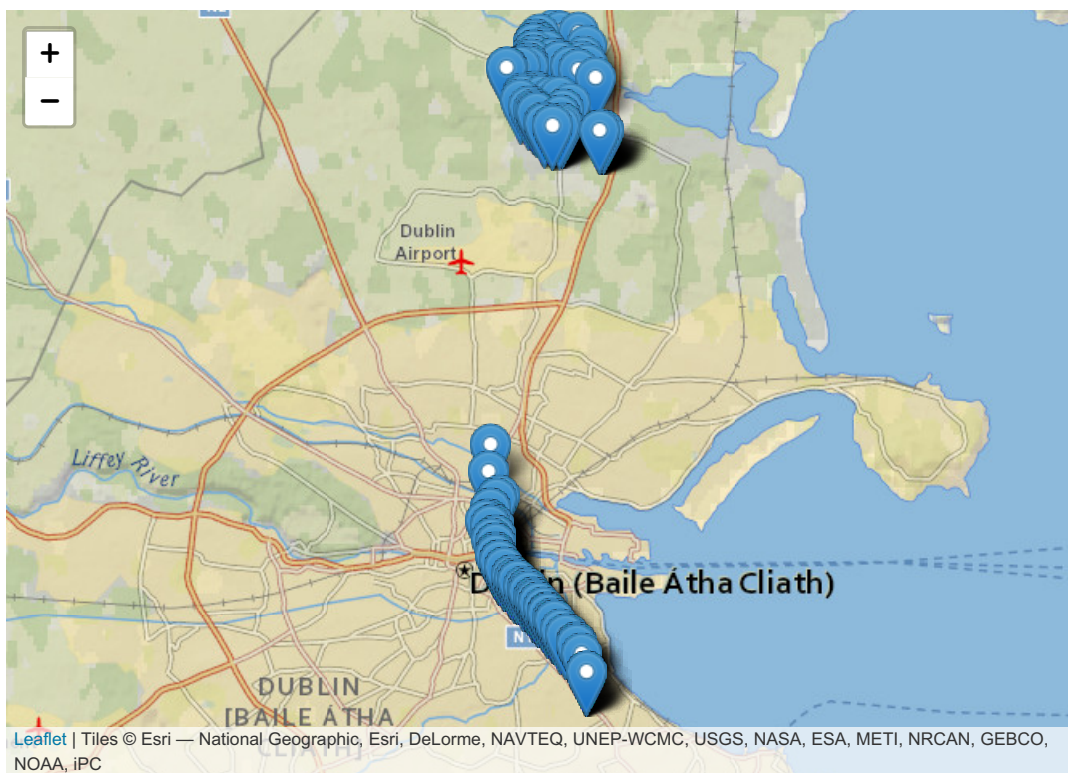 +
−
Dublin
Airport
Liffey River
(Baile Átha Cliath)
DUBLIN
[BAILE ÁTHA
Leaflet | Tiles © Esri — National Geographic, Esri, DeLorme, NAVTEQ, UNEP-WCMC, USGS, NASA, ESA, METI, NRCAN, GEBCO,
NOAA, iPC